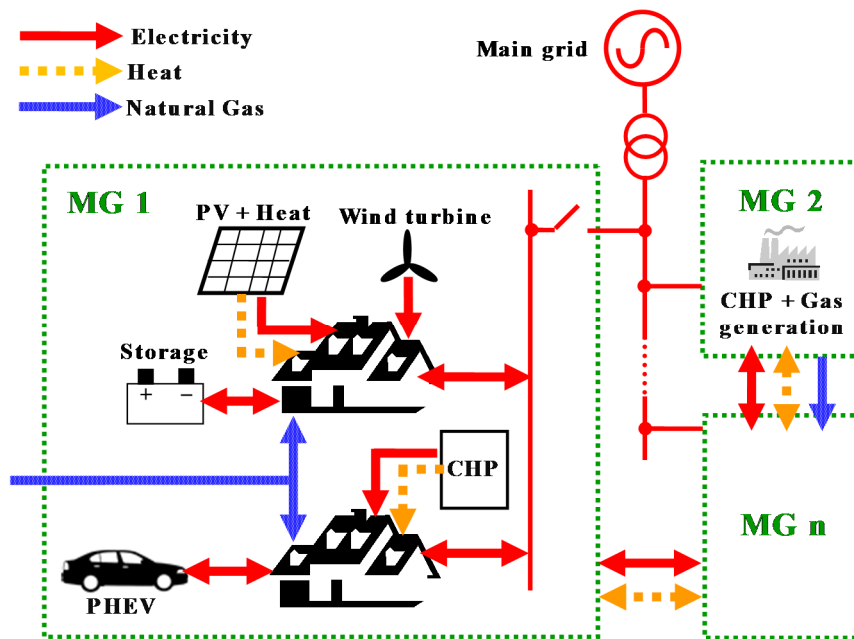 Electricity
Heat
Natural Gas
Main grid
MG 1
PV + Heat
Wind turbine
Storage
+ −
CHP
PHEV
MG 2
CHP + Gas
generation
MG n